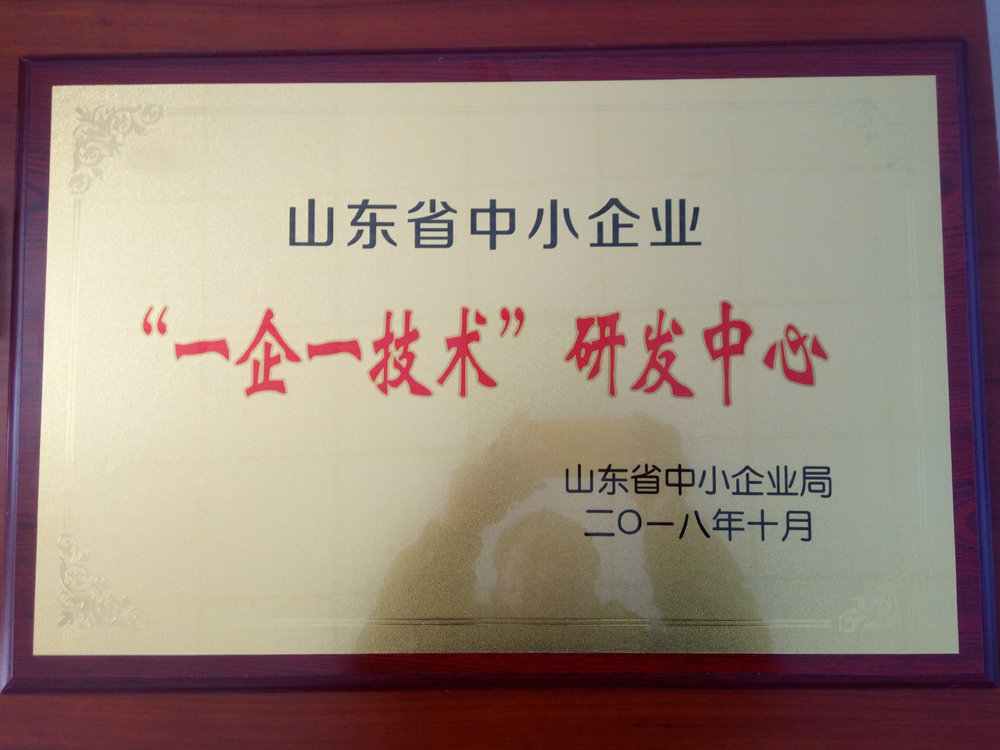 山东省中小企业
“一企一技术”研发中心
山东省中小企业局
二〇一八年十月